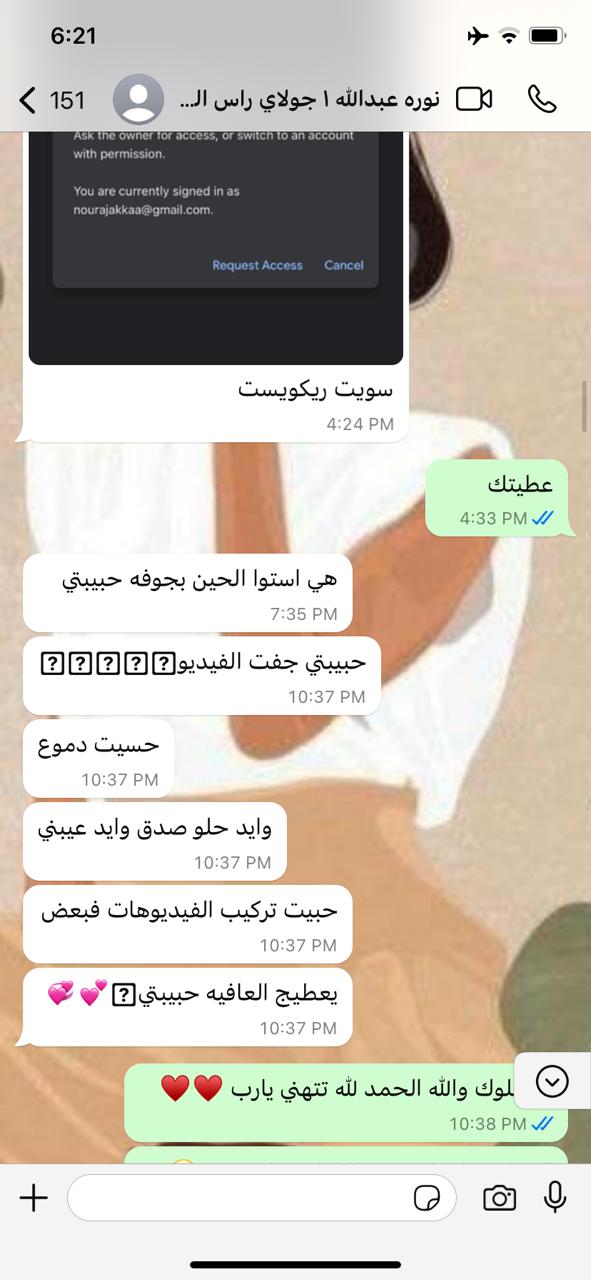 6:21
151
نوره عبدالله ١ جولاي راس الـ...
Ask the owner for access, or switch to an account
with permission.
You are currently signed in as
nourajakkaa@gmail.com.
Request Access Cancel
سويت ريكويست
4:24 PM
عطيتك
4:33 PM
هي استوا الحين بجوفه حبيبتي
7:35 PM
حبيبتي جفت الفيديو
10:37 PM
حسيت دموع
10:37 PM
وايد حلو صدق وايد عيبني
10:37 PM
حبيت تركيب الفيديوهات فبعض
10:37 PM
يعطيج العافيه حبيبتي 💕 💞
10:37 PM
والله الحمد لله تتهني يارب ♥️ ♥️
10:38 PM